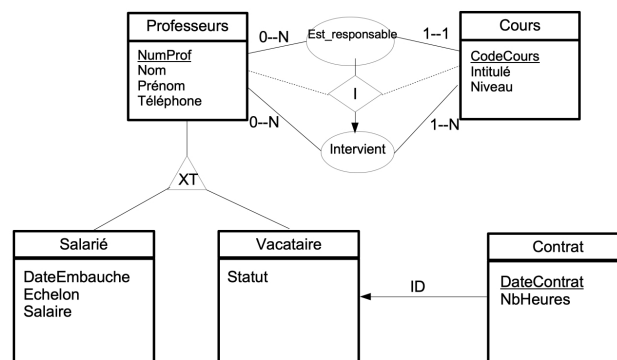 Professeurs
NumProf
Nom
Prénom
Téléphone
0--N
Est_responsable
1--1
Cours
CodeCours
Intitulé
Niveau
I
0--N
Intervient
1--N
XT
Salarié
DateEmbauche
Echelon
Salaire
Vacataire
Statut
ID
Contrat
DateContrat
NbHeures